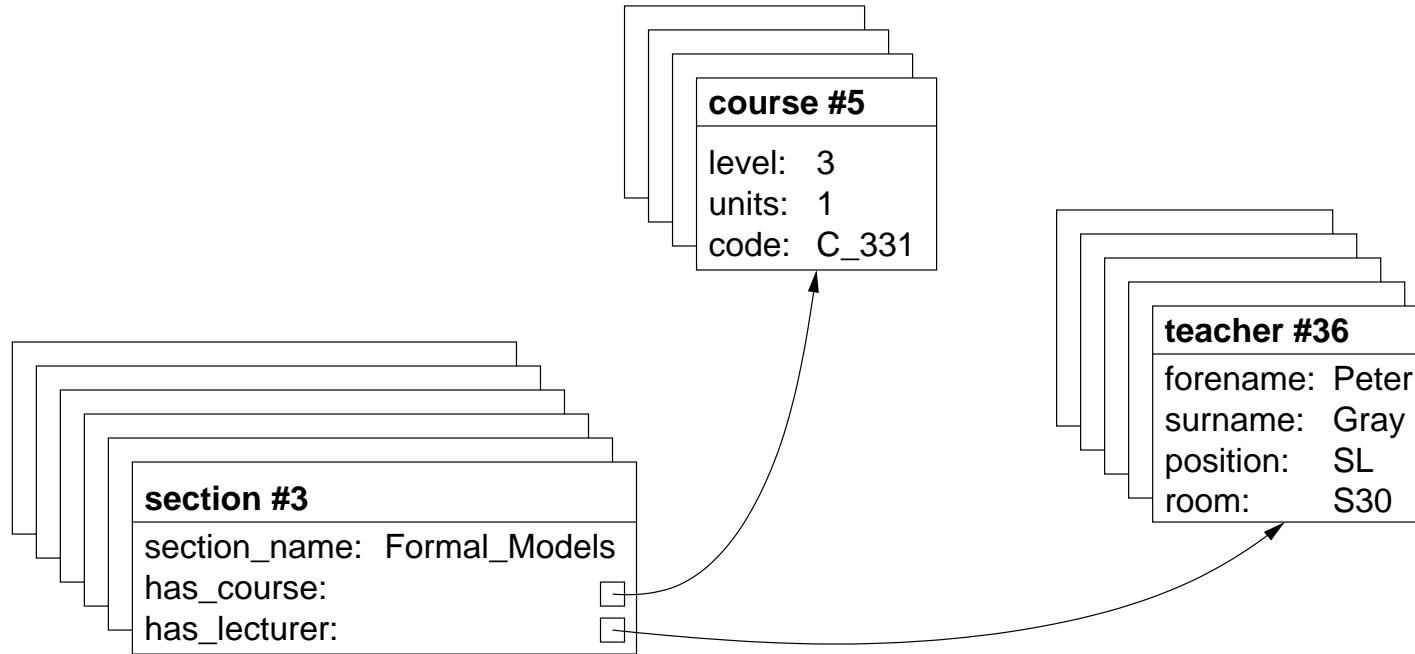 course #5
level: 3
units: 1
code: C_331
teacher #36
forename: Peter
surname: Gray
position: SL
room: S30
section #3
section_name: Formal_Models
has_course:
has_lecturer: